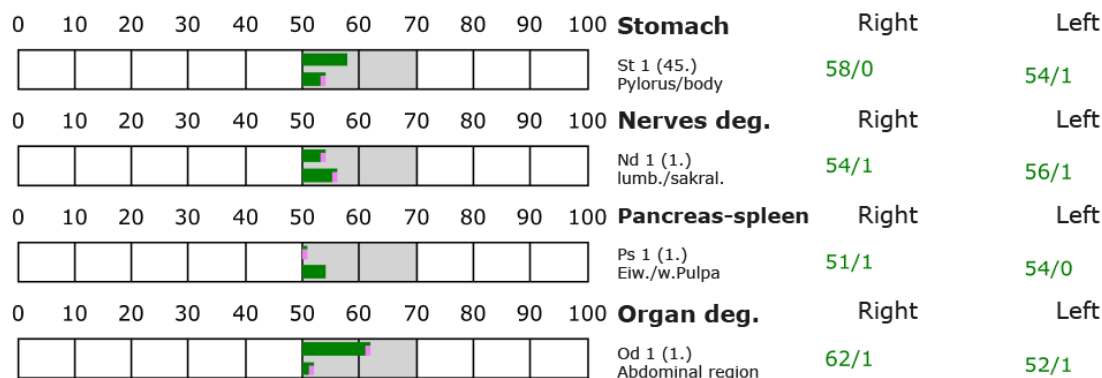 0 10 20 30 40 50 60 70 80 90 100 Stomach Right Left
St 1 (45.) 58/0 54/1
Pylorus/body
0 10 20 30 40 50 60 70 80 90 100 Nerves deg. Right Left
Nd 1 (1.) 54/1 56/1
lumb./sakral.
0 10 20 30 40 50 60 70 80 90 100 Pancreas-spleen Right Left
Ps 1 (1.) 51/1 54/0
Eiw./w.Pulpa
0 10 20 30 40 50 60 70 80 90 100 Organ deg. Right Left
Od 1 (1.) 62/1 52/1
Abdominal region